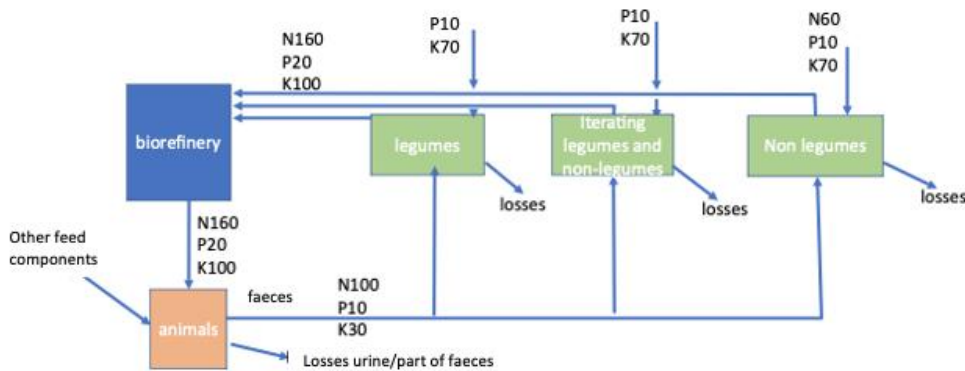 P10
K70
P10
K70
N60
P10
K70
N160
P20
K100
biorefinery
legumes
Iterating
legumes and
non-legumes
Non legumes
losses
losses
losses
N160
P20
K100
Other feed
components
faeces
N100
P10
K30
animals
Losses urine/part of faeces